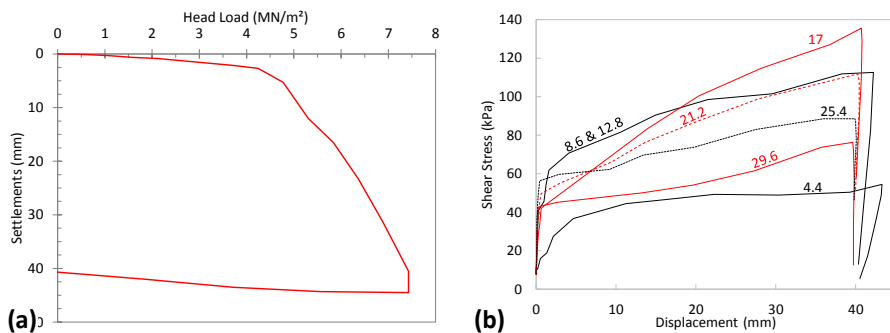 Head Load (MN/m²)
0 1 2 3 4 5 6 7 8
0
10
20
30
40
0
Settlements (mm)
(a)
140
120
100
80
60
40
20
0
Shear Stress (kPa)
17
8.6 & 12.8
21.2
25.4
29.6
4.4
0 10 20 30 40
Displacement (mm)
(b)